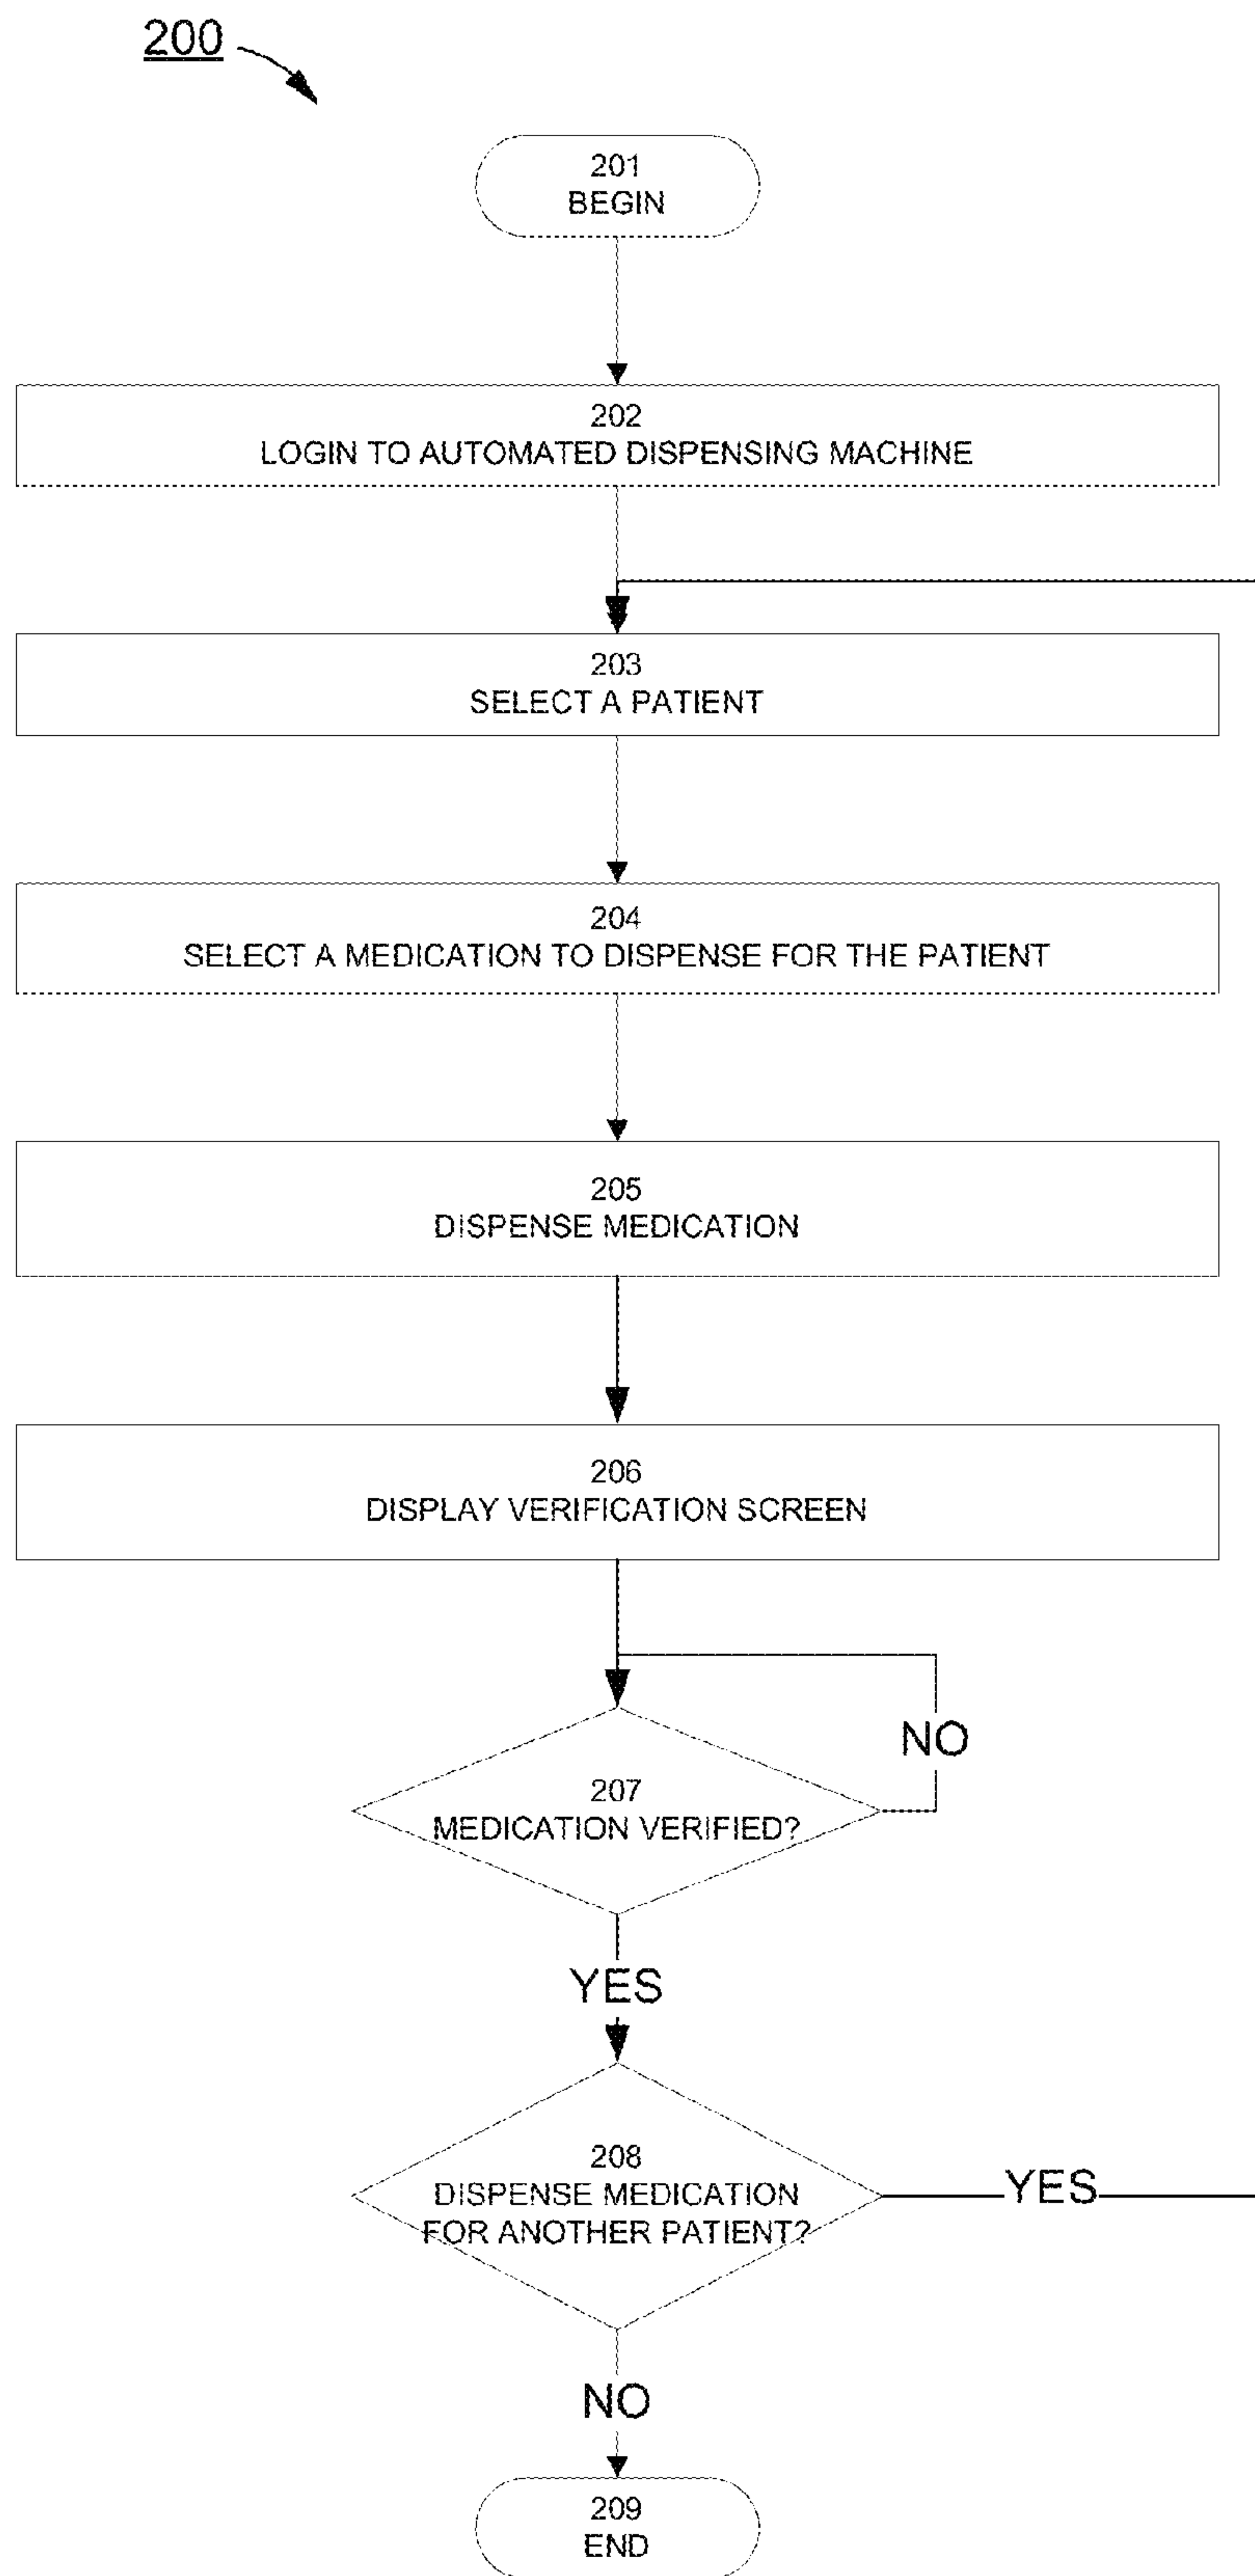 200
201
BEGIN
202
LOGIN TO AUTOMATED DISPENSING MACHINE
203
SELECT A PATIENT
204
SELECT A MEDICATION TO DISPENSE FOR THE PATIENT
205
DISPENSE MEDICATION
206
DISPLAY VERIFICATION SCREEN
NO
207
MEDICATION VERIFIED?
YES
208
DISPENSE MEDICATION
FOR ANOTHER PATIENT?
YES
NO
209
END